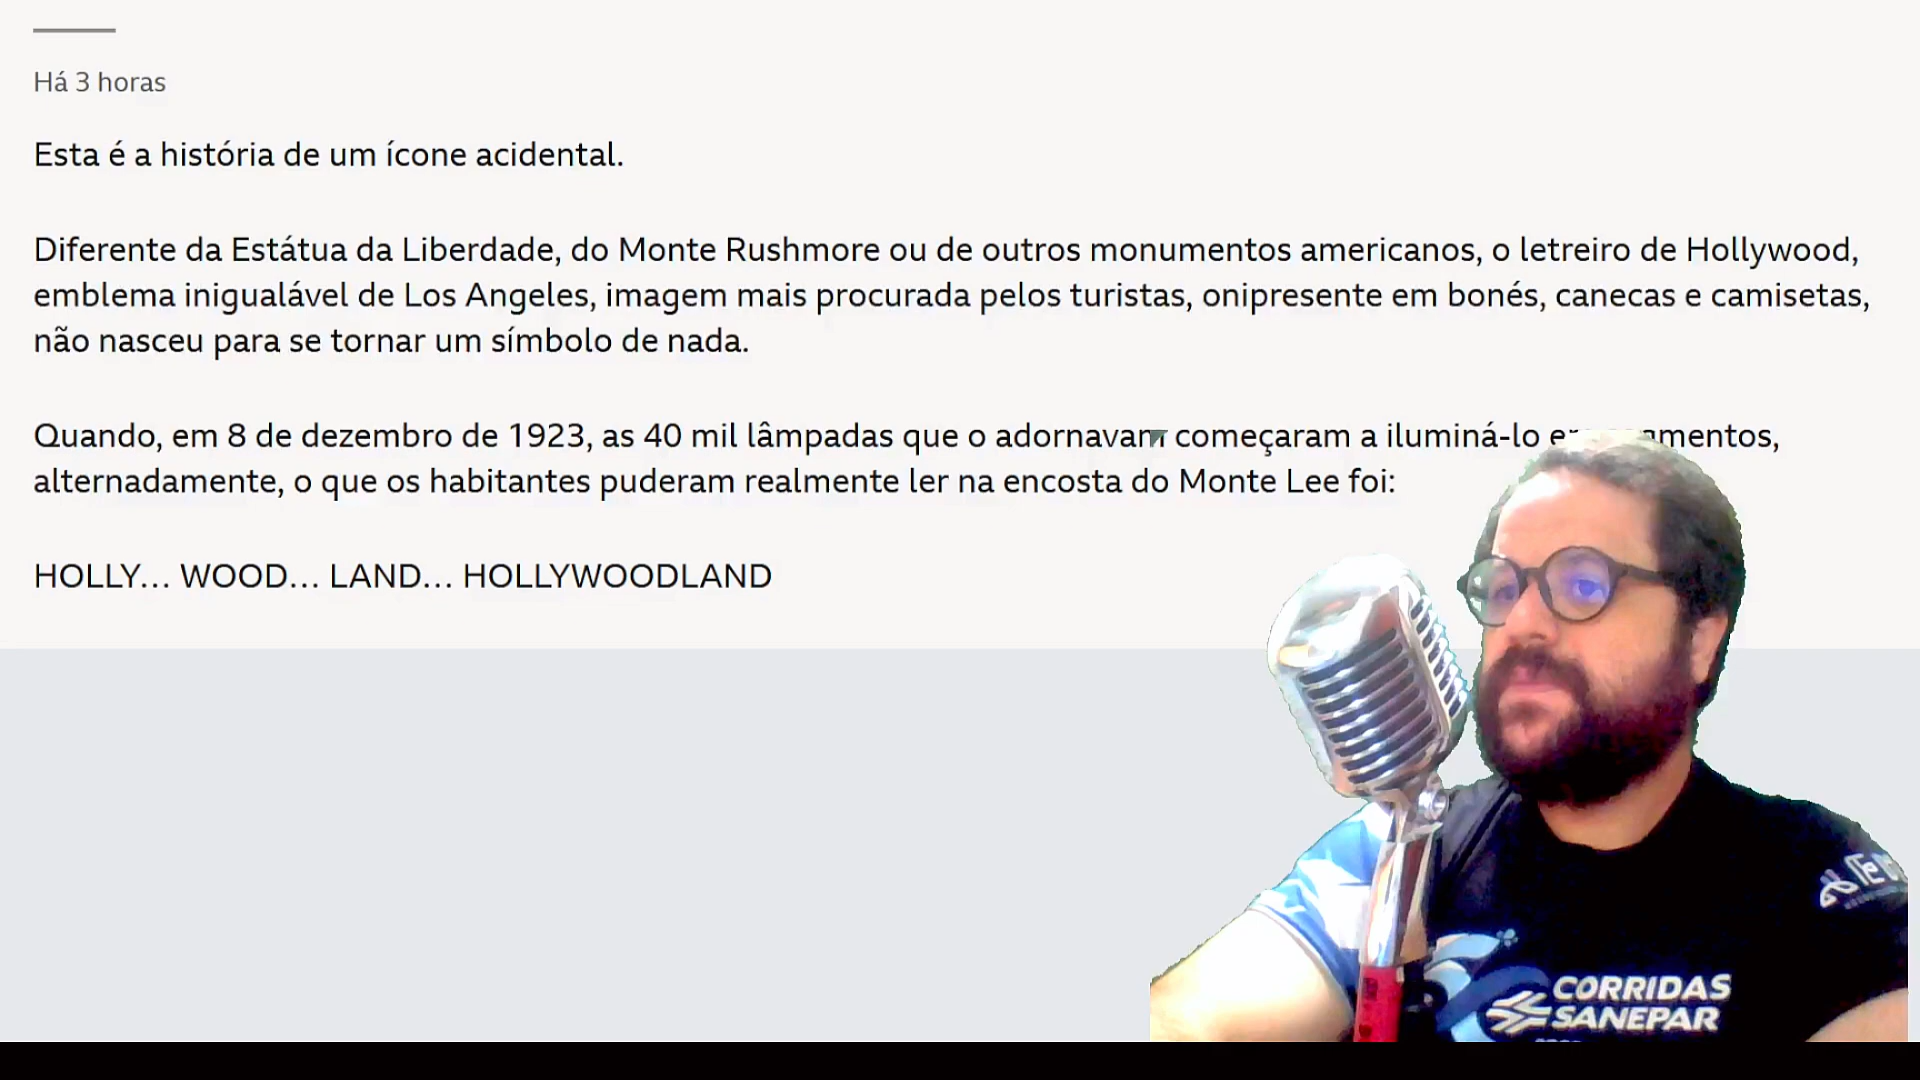 Há 3 horas
Esta é a história de um ícone acidental.
Diferente da Estátua da Liberdade, do Monte Rushmore ou de outros monumentos americanos, o letreiro de Hollywood,
emblema inigualável de Los Angeles, imagem mais procurada pelos turistas, onipresente em bonés, canecas e camisetas,
não nasceu para se tornar um símbolo de nada.
Quando, em 8 de dezembro de 1923, as 40 mil lâmpadas que o adornavam começaram a iluminá-lo
alternadamente, o que os habitantes puderam realmente ler na encosta do Monte Lee foi:
HOLLY... WOOD... LAND... HOLLYWOODLAND
CORRIDAS
SANEPAR